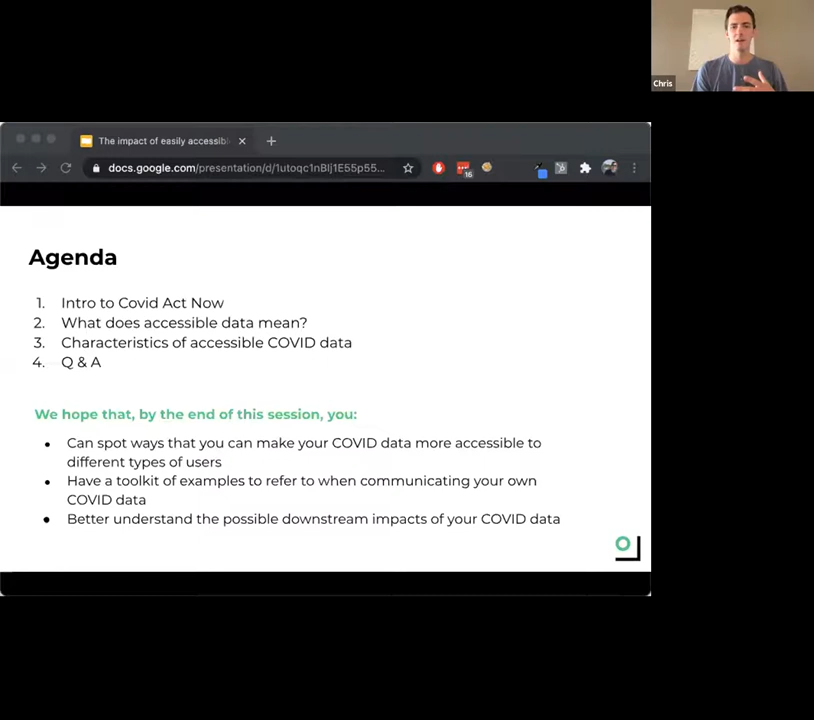 Chris
The impact of easily accessibl
docs.google.com/presentation/d/1utoqc1nBlj1E55p55...
16
Agenda
1. Intro to Covid Act Now
2. What does accessible data mean?
3. Characteristics of accessible COVID data
4. Q & A
We hope that, by the end of this session, you:
• Can spot ways that you can make your COVID data more accessible to
different types of users
• Have a toolkit of examples to refer to when communicating your own
COVID data
• Better understand the possible downstream impacts of your COVID data